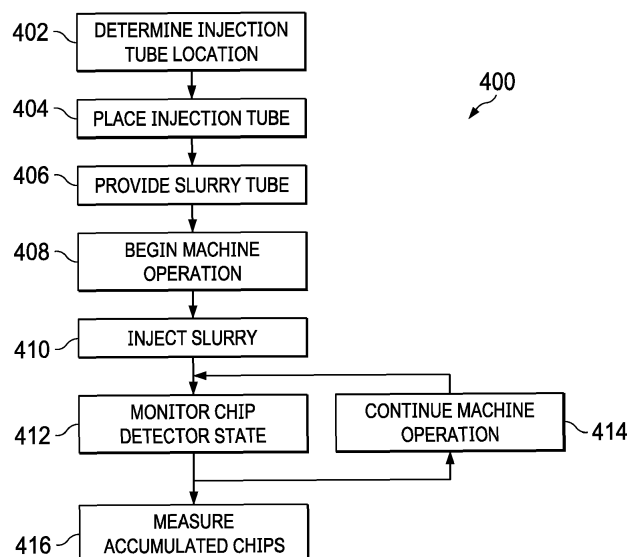 402
DETERMINE INJECTION
TUBE LOCATION
400
404
PLACE INJECTION TUBE
406
PROVIDE SLURRY TUBE
408
BEGIN MACHINE
OPERATION
410
INJECT SLURRY
412
MONITOR CHIP
DETECTOR STATE
CONTINUE MACHINE
OPERATION
414
416
MEASURE
ACCUMULATED CHIPS